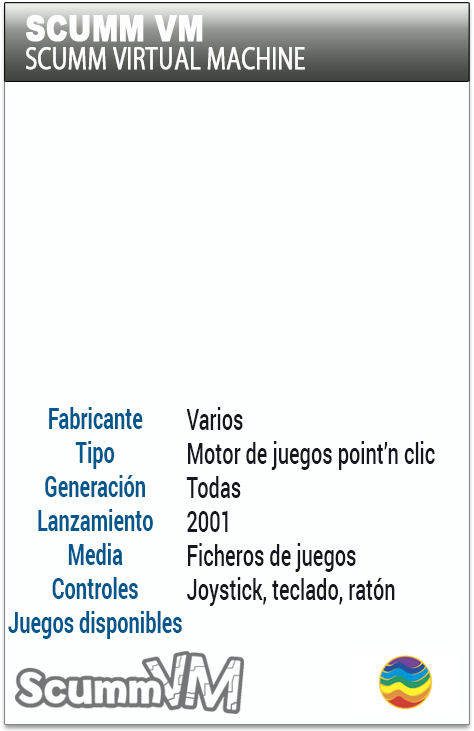 SCUMM VM
SCUMM VIRTUAL MACHINE
Fabricante Varios
Tipo Motor de juegos point’n clic
Generación Todas
Lanzamiento 2001
Media Ficheros de juegos
Controles Joystick, teclado, ratón
Juegos disponibles
ScummVM